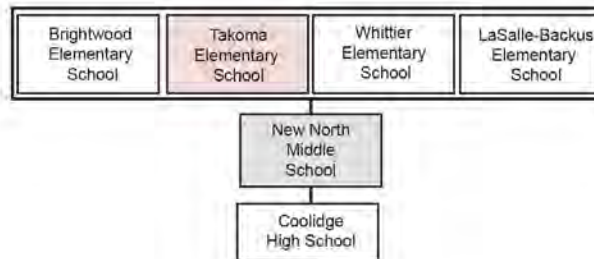 Brightwood
Elementary
School
Takoma
Elementary
School
Whittier
Elementary
School
LaSalle-Backus
Elementary
School
New North
Middle
School
Coolidge
High School